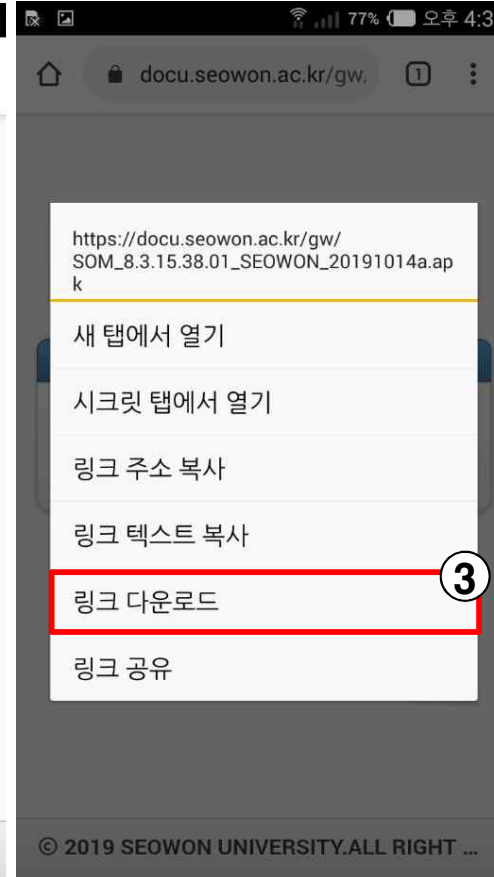 77% 오후 4:3
docu.seowon.ac.kr/gw. 1
https://docu.seowon.ac.kr/gw/
SOM_8.3.15.38.01_SEOWON_20191014a.ap
k
새 탭에서 열기
시크릿 탭에서 열기
링크 주소 복사
링크 텍스트 복사
3
링크 다운로드
링크 공유
© 2019 SEOWON UNIVERSITY.ALL RIGHT ...